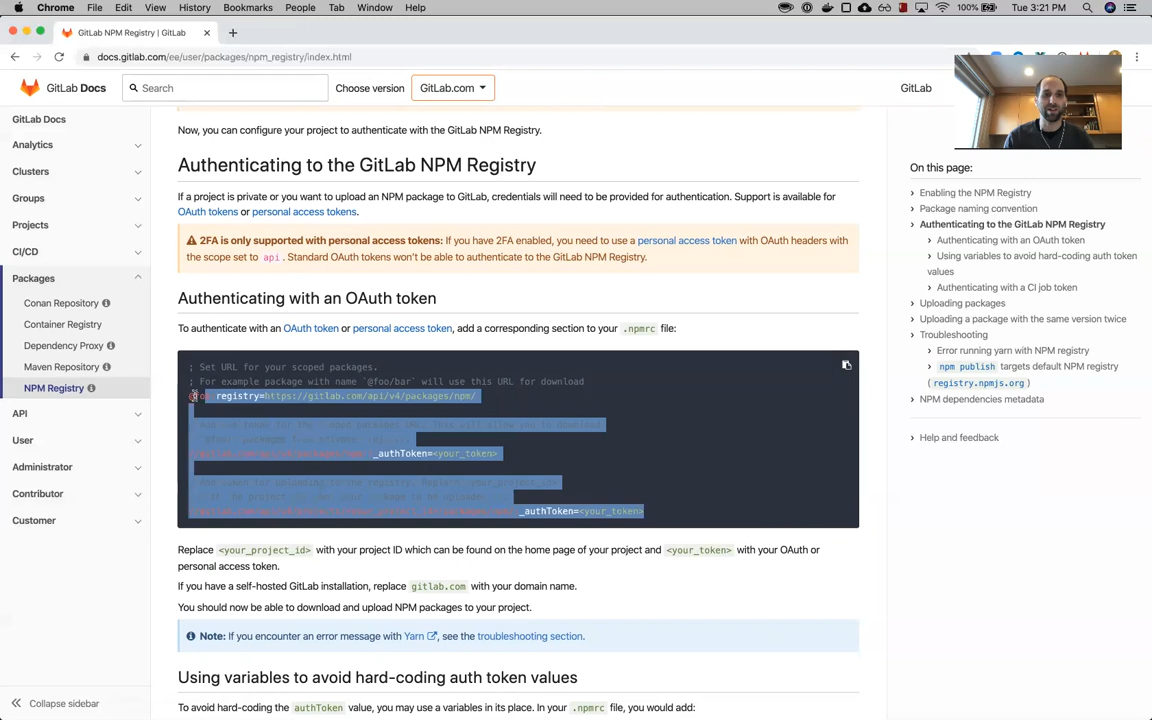 Chrome File Edit View History Bookmarks People Tab Window Help
100% Tue 3:21 PM
GitLab NPM Registry | GitLab
docs.gitlab.com/ee/user/packages/npm_registry/index.html
GitLab Docs
Search
Choose version
GitLab.com
GitLab
GitLab Docs
Analytics
Clusters
Groups
Projects
CI/CD
Packages
Conan Repository
Container Registry
Dependency Proxy
Maven Repository
NPM Registry
API
User
Administrator
Contributor
Customer
Collapse sidebar
Now, you can configure your project to authenticate with the GitLab NPM Registry.
Authenticating to the GitLab NPM Registry
If a project is private or you want to upload an NPM package to GitLab, credentials will need to be provided for authentication. Support is available for
OAuth tokens or personal access tokens.
2FA is only supported with personal access tokens: If you have 2FA enabled, you need to use a personal access token with OAuth headers with
the scope set to api. Standard OAuth tokens won't be able to authenticate to the GitLab NPM Registry.
Authenticating with an OAuth token
To authenticate with an OAuth token or personal access token, add a corresponding section to your .npmrc file:
; Set URL for your scoped packages.
; For example package with name `@foo/bar` will use this URL for download
registry=https://gitlab.com/api/v4/packages/npm/
_authToken=<your_token>
_authToken=<your_token>
Replace <your_project_id> with your project ID which can be found on the home page of your project and <your_token> with your OAuth or
personal access token.
If you have a self-hosted GitLab installation, replace gitlab.com with your domain name.
You should now be able to download and upload NPM packages to your project.
Note: If you encounter an error message with Yarn, see the troubleshooting section.
Using variables to avoid hard-coding auth token values
To avoid hard-coding the authToken value, you may use a variables in its place. In your .npmrc file, you would add:
On this page:
Enabling the NPM Registry
Package naming convention
Authenticating to the GitLab NPM Registry
Authenticating with an OAuth token
Using variables to avoid hard-coding auth token
values
Authenticating with a CI job token
Uploading packages
Uploading a package with the same version twice
Troubleshooting
Error running yarn with NPM registry
npm publish targets default NPM registry
(registry.npmjs.org)
NPM dependencies metadata
Help and feedback